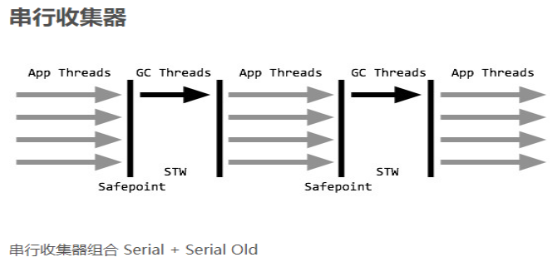 串行收集器
App Threads GC Threads App Threads GC Threads App Threads
STW STW
Safepoint Safepoint
串行收集器组合 Serial + Serial Old